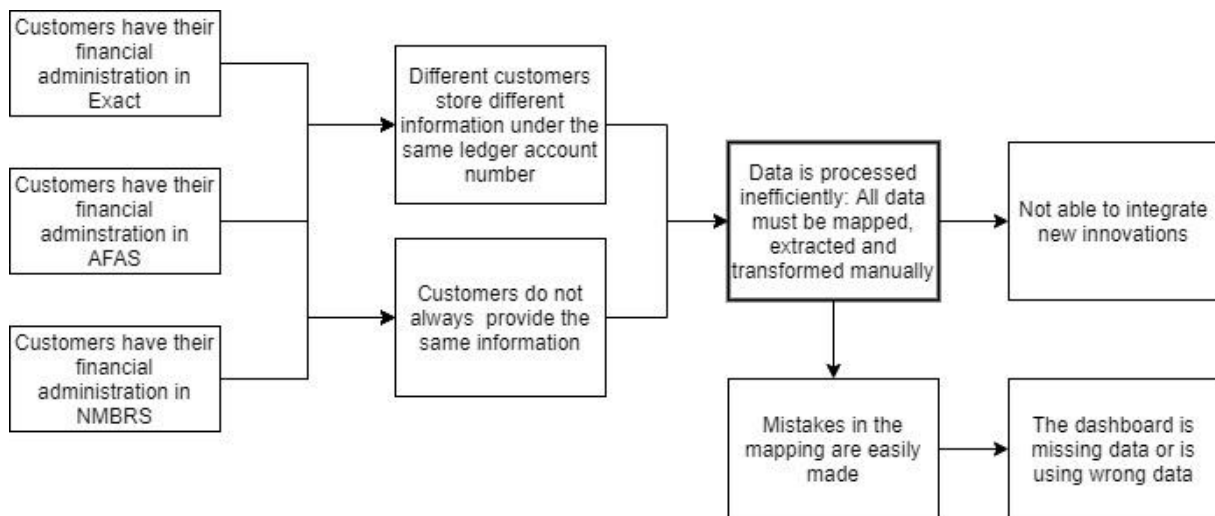 Customers have their
financial
administration in
Exact
Customers have their
financial
adminstration in
AFAS
Customers have their
financial
administration in
NMBRS
Different customers
store different
information under the
same ledger account
number
Customers do not
always provide the
same information
Data is processed
inefficiently: All data
must be mapped,
extracted and
transformed manually
Not able to integrate
new innovations
Mistakes in the
mapping are easily
made
The dashboard is
missing data or is
using wrong data